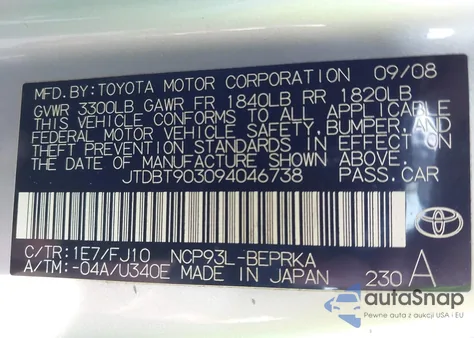 MFD. BY: TOYOTA MOTOR CORPORATION 09/08
GVWR 3300LB GAWR FR 1840LB RR 1820LB
THIS VEHICLE CONFORMS TO ALL APPLICABLE
FEDERAL MOTOR VEHICLE SAFETY, BUMPER, AND
THEFT PREVENTION STANDARDS IN EFFECT ON
THE DATE OF MANUFACTURE SHOWN ABOVE.
JTDBT903094046738 PASS.CAR
C/TR: 1E7/FJ10 NCP93L-BEPRKA
A/TM: -04A/U340E MADE IN JAPAN 230 A
TOYOTA
autoSnap
Pewne auta z aukcji USA i EU